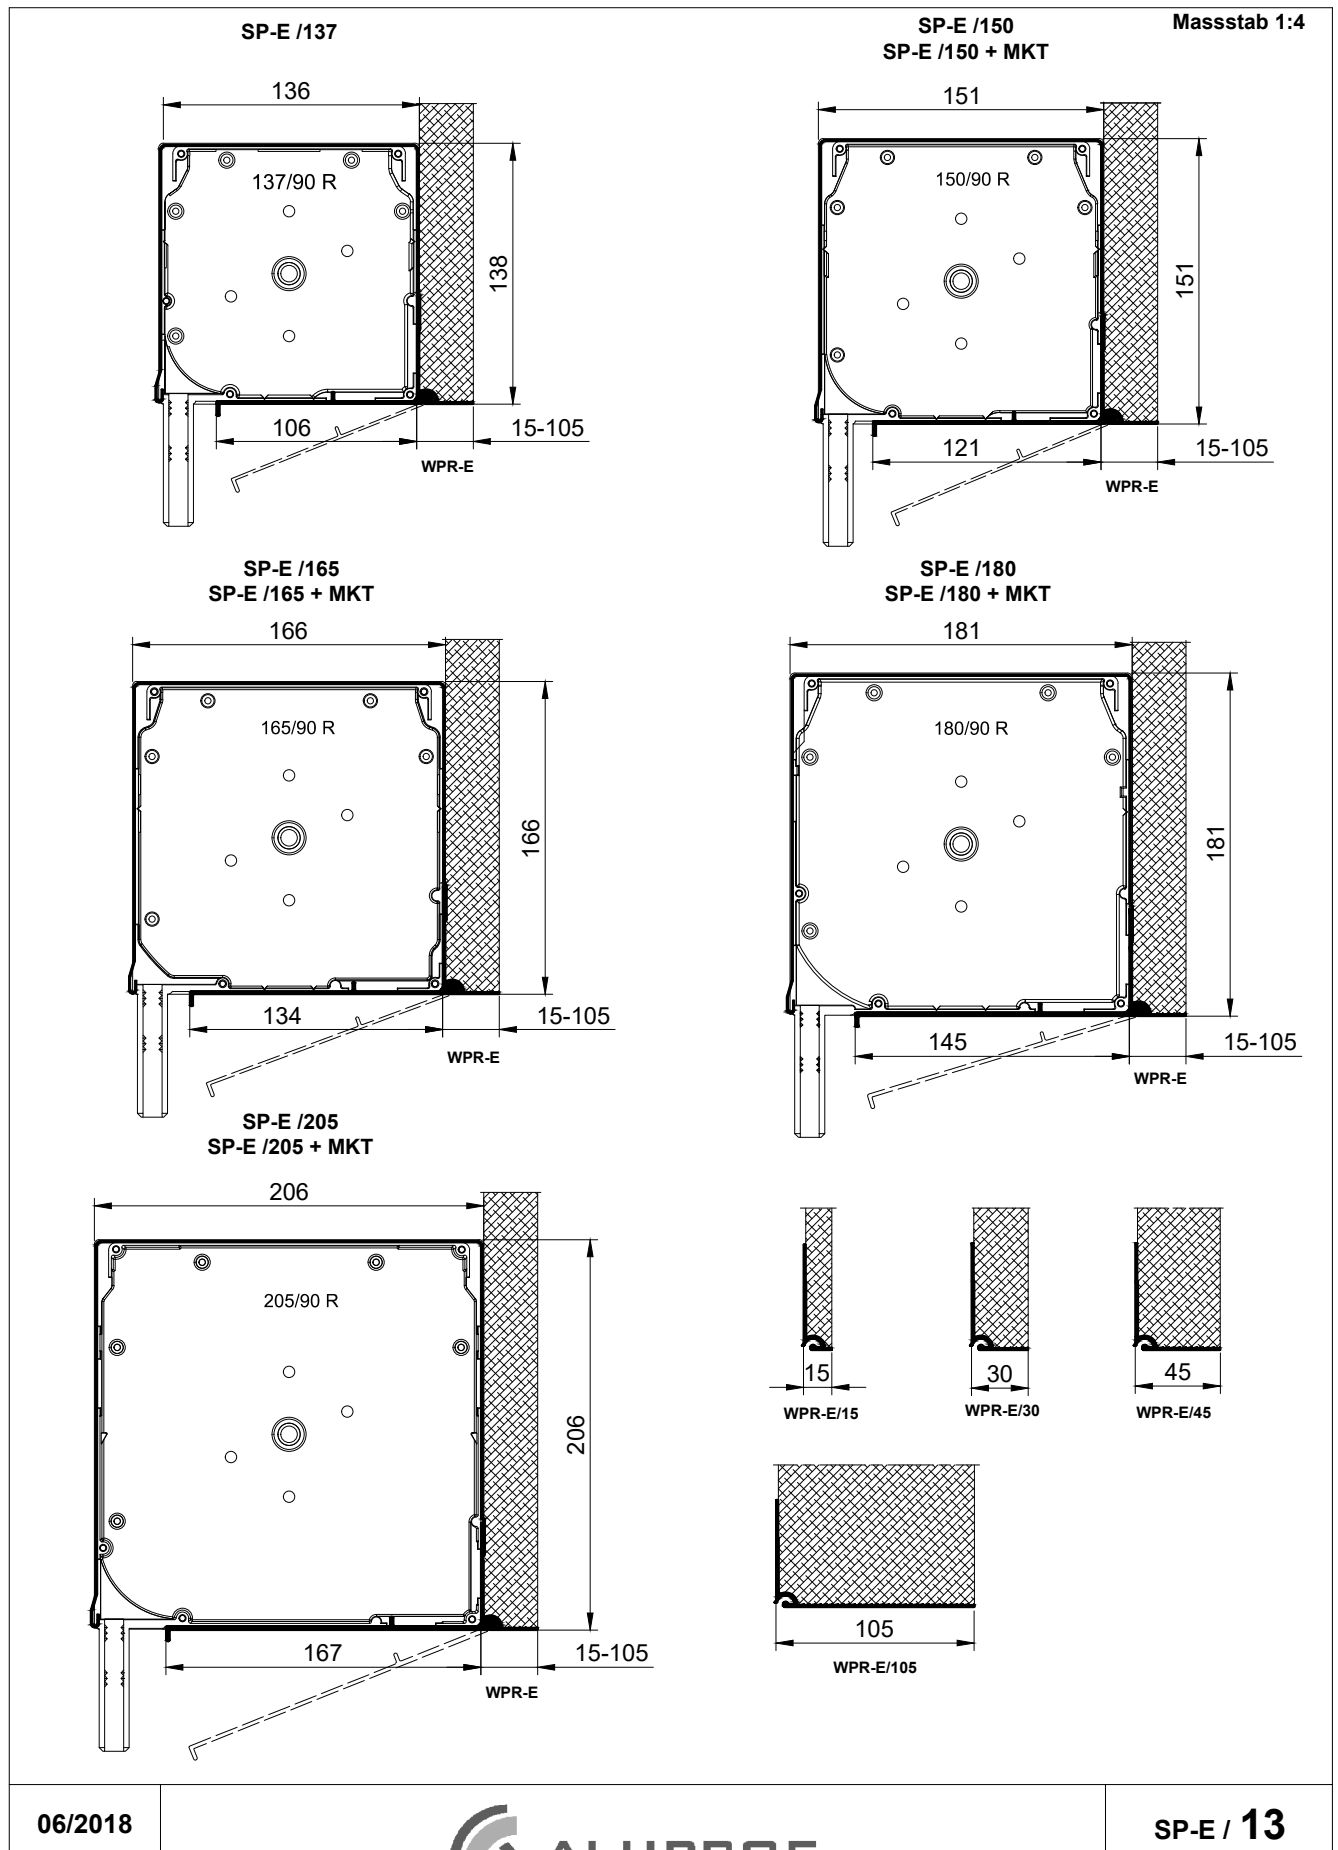 SP-E /137
136
137/90 R
138
106
15-105
WPR-E
Massstab 1:4
SP-E /150
SP-E /150 + MKT
151
150/90 R
151
121
15-105
WPR-E
SP-E /165
SP-E /165 + MKT
166
165/90 R
166
134
15-105
WPR-E
SP-E /180
SP-E /180 + MKT
181
180/90 R
181
145
15-105
WPR-E
SP-E /205
SP-E /205 + MKT
206
205/90 R
206
167
15-105
WPR-E
15
WPR-E/15
30
WPR-E/30
45
WPR-E/45
105
WPR-E/105
06/2018
ALUPROF
SP-E / 13